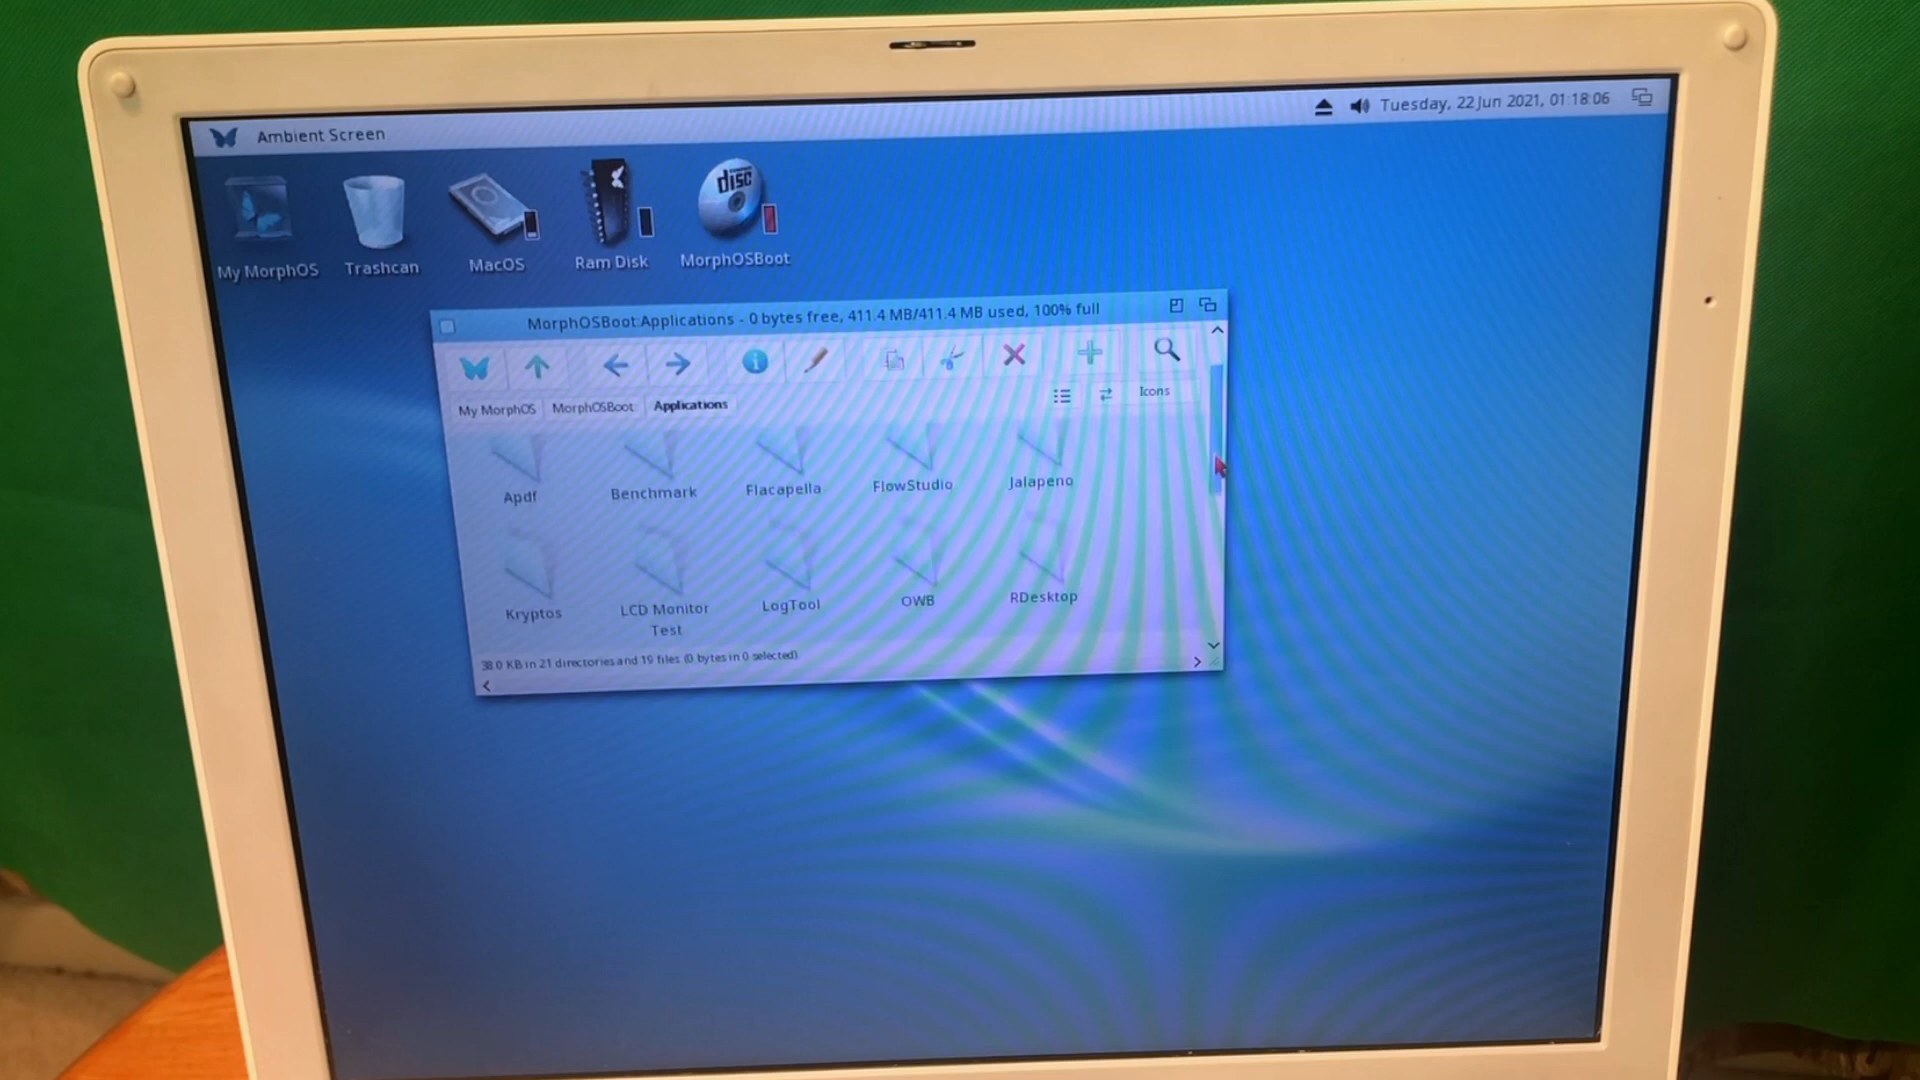 Ambient Screen
Tuesday, 22 Jun 2021, 01:18:06
disc
My MorphOS
Trashcan
MacOS
Ram Disk
MorphOSBoot
MorphOSBoot:Applications - 0 bytes free, 411.4 MB/411.4 MB used, 100% full
My MorphOS
MorphOSBoot:
Applications
Icons
Apdf
Benchmark
Flacapella
FlowStudio
Jalapeno
Kryptos
LCD Monitor
Test
LogTool
OWB
RDesktop
38.0 KB in 21 directories and 19 files (0 bytes in 0 selected)